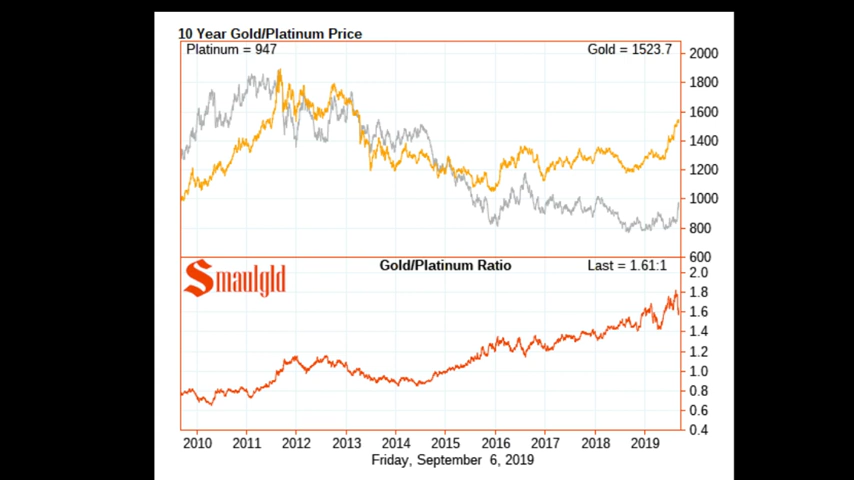 10 Year Gold/Platinum Price
Platinum = 947
Gold = 1523.7
2000
1800
1600
1400
1200
1000
800
600
Smaulgld
Gold/Platinum Ratio
Last = 1.61:1
2.0
1.8
1.6
1.4
1.2
1.0
0.8
0.6
0.4
2010 2011 2012 2013 2014 2015 2016 2017 2018 2019
Friday, September 6, 2019